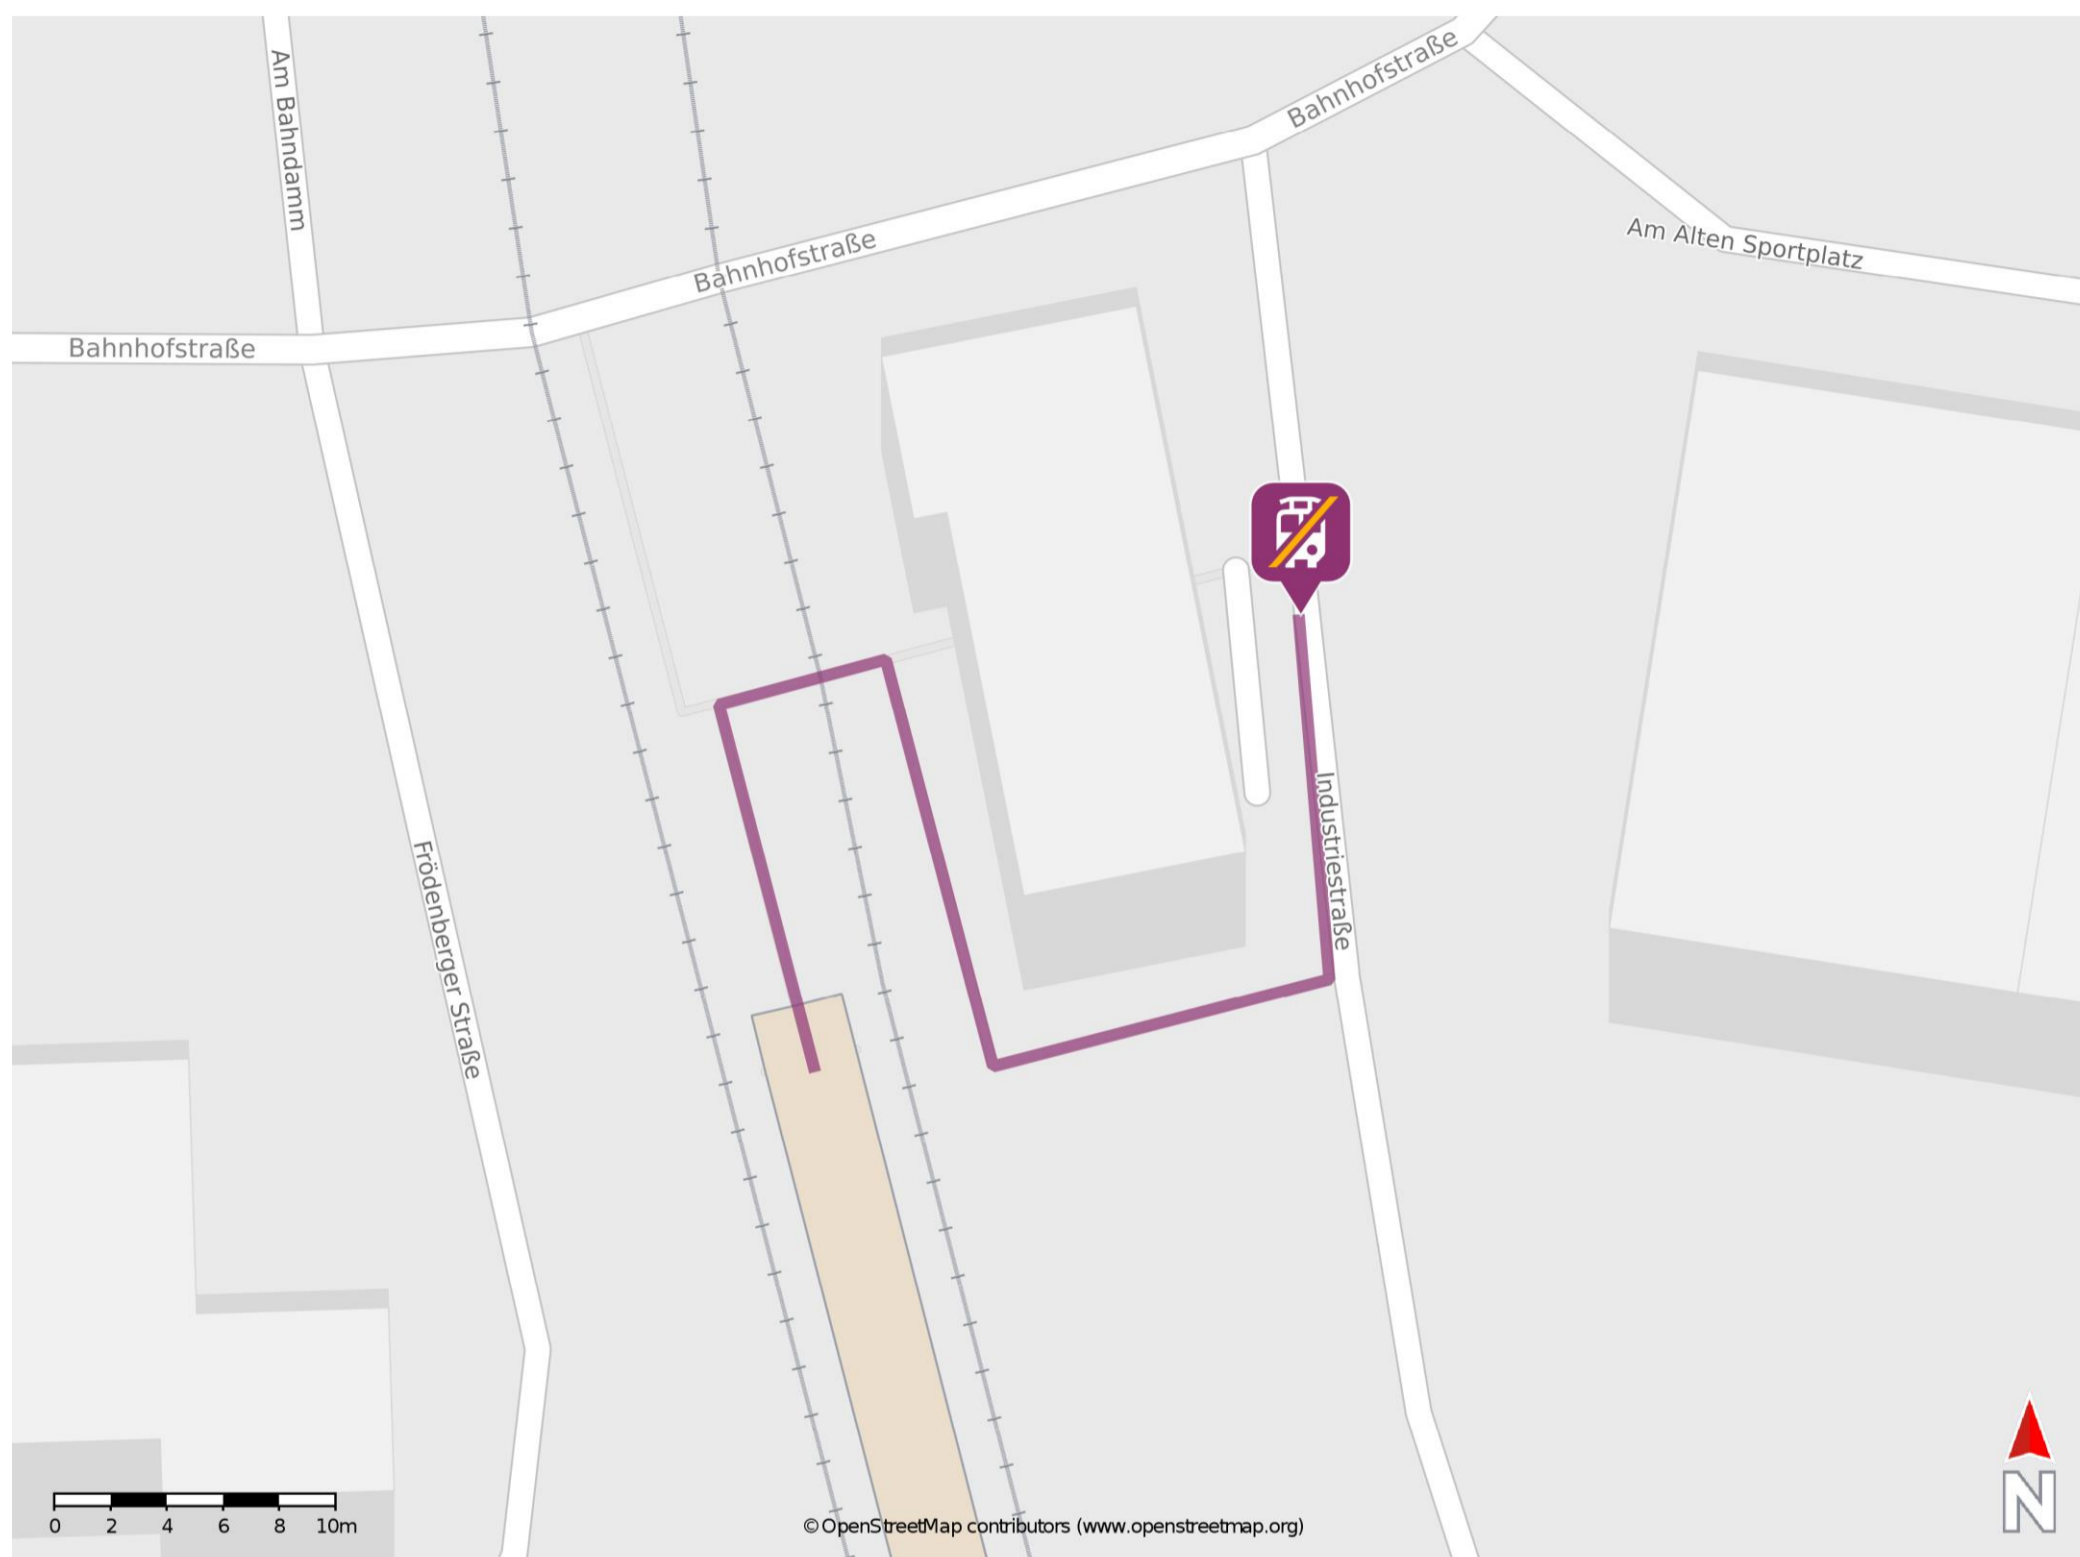 Bahnhofstraße
Am Bahndamm
Bahnhofstraße
Am Alten Sportplatz
Bahnhofstraße
Industriestraße
Frödenberger Straße
0 2 4 6 8 10m
© OpenStreetMap contributors (www.openstreetmap.org)
N